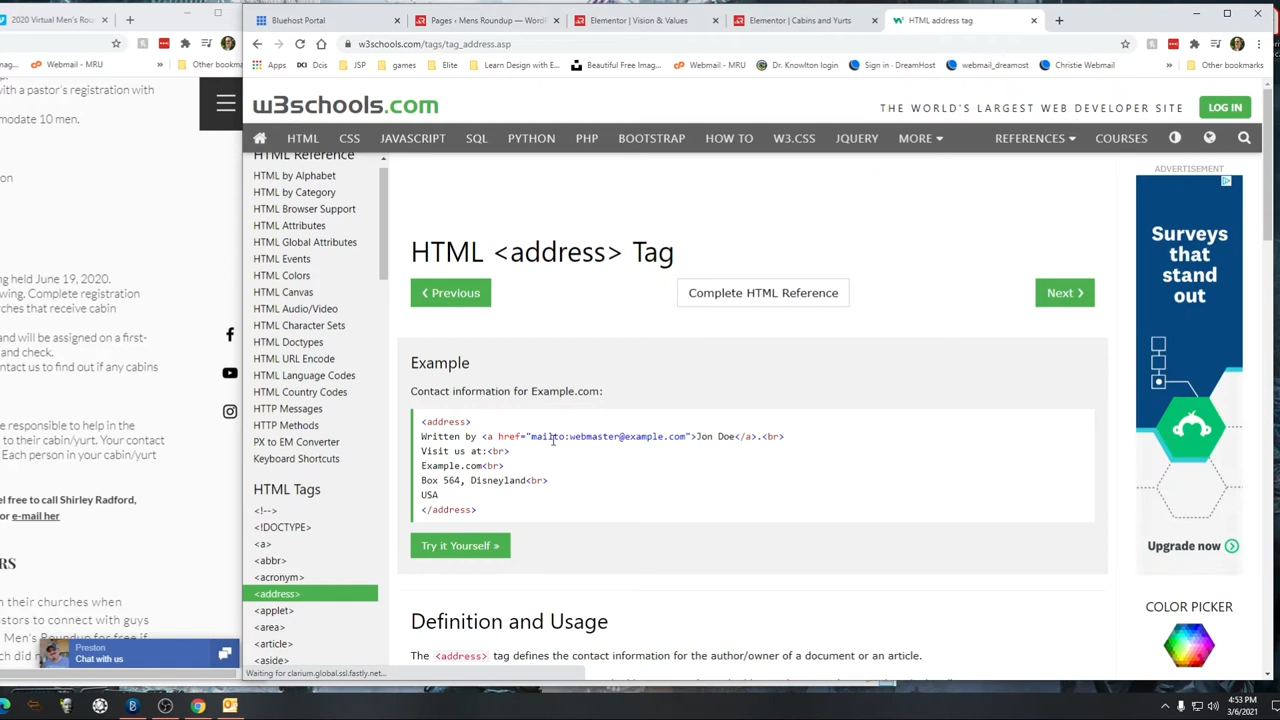 2020 Virtual Men's Roundup
Bluehost Portal
Pages ‹ Mens Roundup — Word
Elementor | Vision & Values
Elementor | Cabins and Yurts
HTML address tag
w3schools.com/tags/tag_address.asp
Webmail - MRU
Other bookma
Apps
JSP
Dcis
games
Elite
Learn Design with E...
Beautiful Free Imag...
Webmail - MRU
Dr. Knowlton login
Sign in · DreamHost
webmail_dreamost
Christie Webmail
Other bookmarks
with a pastor's registration with
modate 10 men.
ing held June 19, 2020.
wing. Complete registration
rches that receive cabin
and will be assigned on a first-
and check.
ntact us to find out if any cabins
re responsible to help in the
to their cabin/yurt. Your contact
Each person in your cabin/yurt
el free to call Shirley Radford,
or e-mail her
RS
n their churches when
astors to connect with guys
Men's Roundup for free if
ch did
Preston
Chat with us
w3schools.com
THE WORLD'S LARGEST WEB DEVELOPER SITE
LOG IN
HTML
CSS
JAVASCRIPT
SQL
PYTHON
PHP
BOOTSTRAP
HOW TO
W3.CSS
JQUERY
MORE
REFERENCES
COURSES
HTML Reference
HTML by Alphabet
HTML by Category
HTML Browser Support
HTML Attributes
HTML Global Attributes
HTML Events
HTML Colors
HTML Canvas
HTML Audio/Video
HTML Character Sets
HTML Doctypes
HTML URL Encode
HTML Language Codes
HTML Country Codes
HTTP Messages
HTTP Methods
PX to EM Converter
Keyboard Shortcuts
HTML Tags
<!-->
<!DOCTYPE>
<a>
<abbr>
<acronym>
<address>
<applet>
<area>
<article>
<aside>
HTML <address> Tag
❮ Previous
Complete HTML Reference
Next ❯
Example
Contact information for Example.com:
<address>
Written by <a href="mailto:webmaster@example.com">Jon Doe</a>.<br>
Visit us at:<br>
Example.com<br>
Box 564, Disneyland<br>
USA
</address>
Try it Yourself »
Definition and Usage
The <address> tag defines the contact information for the author/owner of a document or an article.
ADVERTISEMENT
Surveys
that
stand
out
Upgrade now
COLOR PICKER
Waiting for clarium.global.ssl.fastly.net...
4:53 PM
3/6/2021